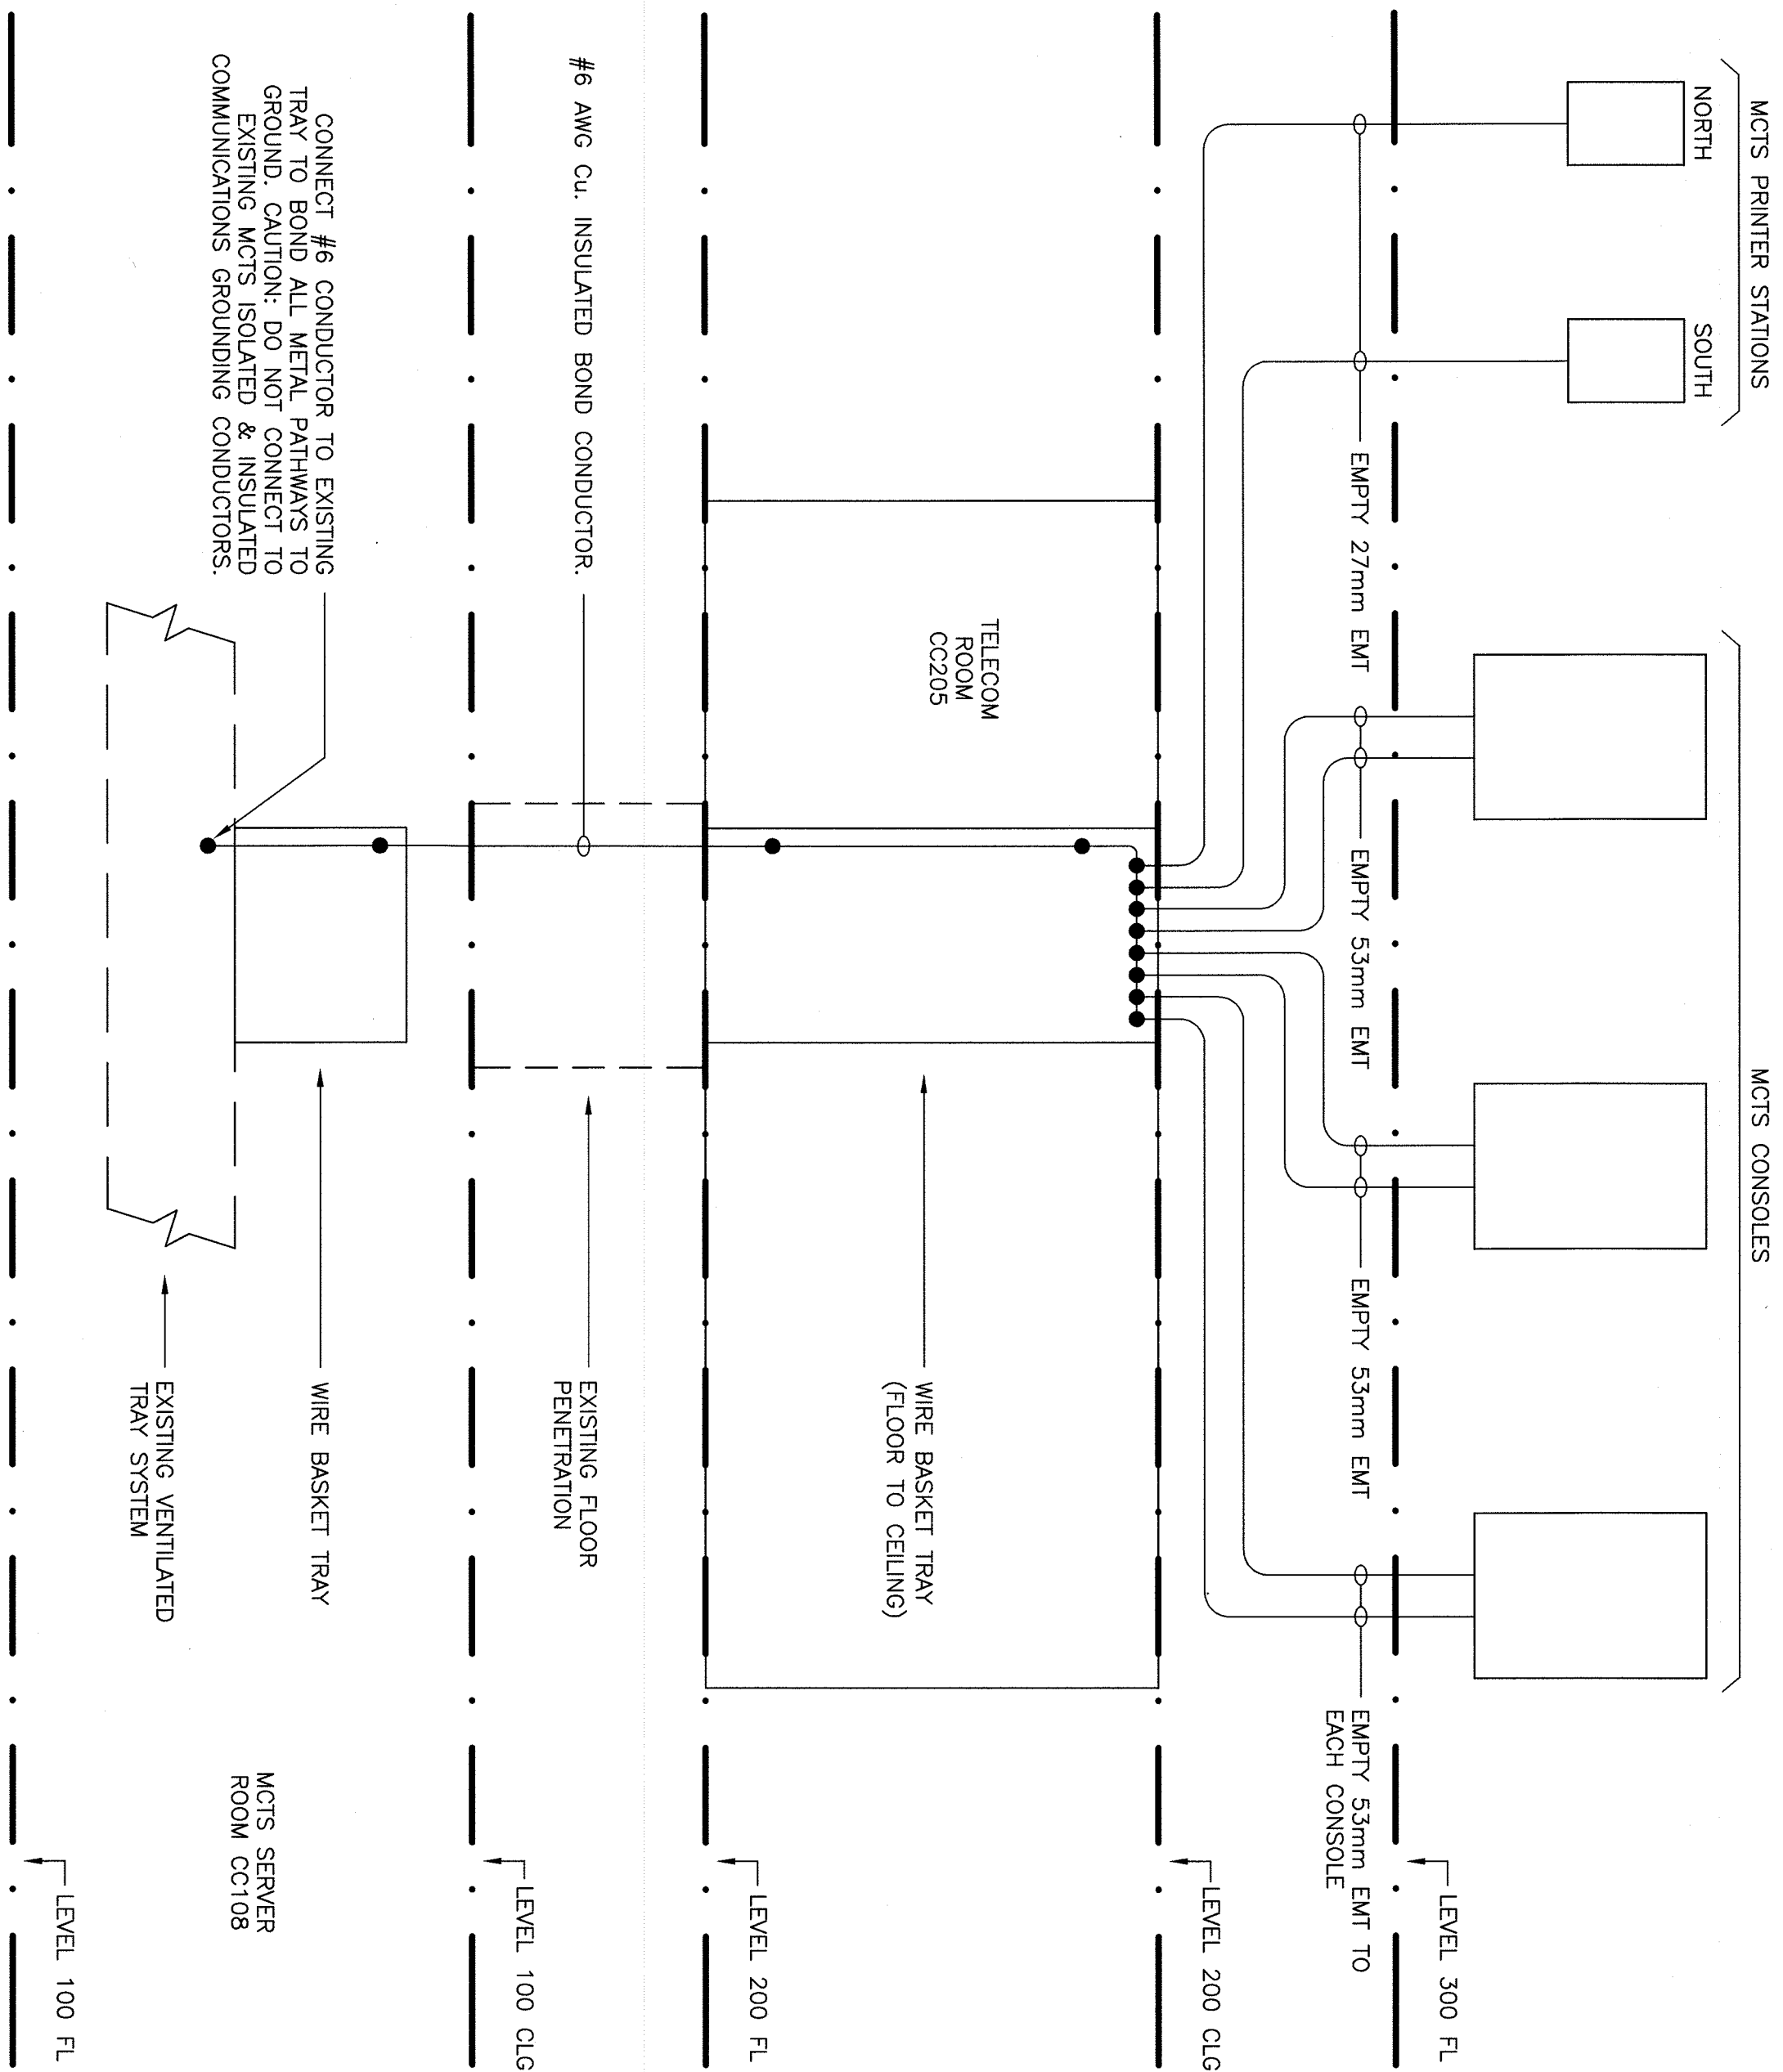 MCTS PRINTER STATIONS
NORTH
SOUTH
MCTS CONSOLES
EMPTY 27mm EMT
EMPTY 53mm EMT
EMPTY 53mm EMT
EMPTY 53mm EMT TO
EACH CONSOLE
LEVEL 300 FL
LEVEL 200 CLG
TELECOM
ROOM
CC205
WIRE BASKET TRAY
(FLOOR TO CEILING)
LEVEL 200 FL
#6 AWG Cu. INSULATED BOND CONDUCTOR.
EXISTING FLOOR
PENETRATION
LEVEL 100 CLG
CONNECT #6 CONDUCTOR TO EXISTING
TRAY TO BOND ALL METAL PATHWAYS TO
GROUND. CAUTION: DO NOT CONNECT TO
EXISTING MCTS ISOLATED & INSULATED
COMMUNICATIONS GROUNDING CONDUCTORS.
WIRE BASKET TRAY
EXISTING VENTILATED
TRAY SYSTEM
MCTS SERVER
ROOM CC108
LEVEL 100 FL